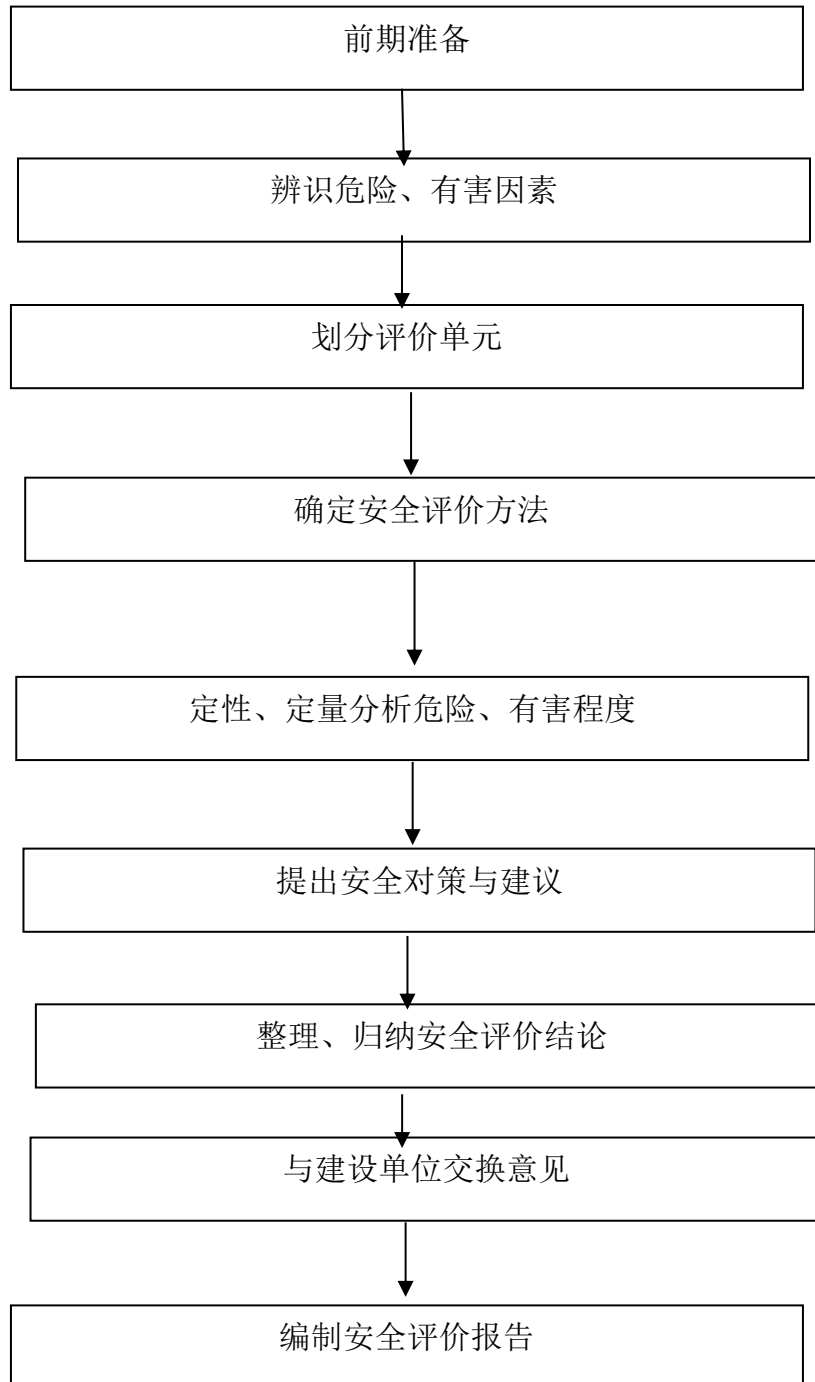 前期准备
辨识危险、有害因素
划分评价单元
确定安全评价方法
定性、定量分析危险、有害程度
提出安全对策与建议
整理、归纳安全评价结论
与建设单位交换意见
编制安全评价报告